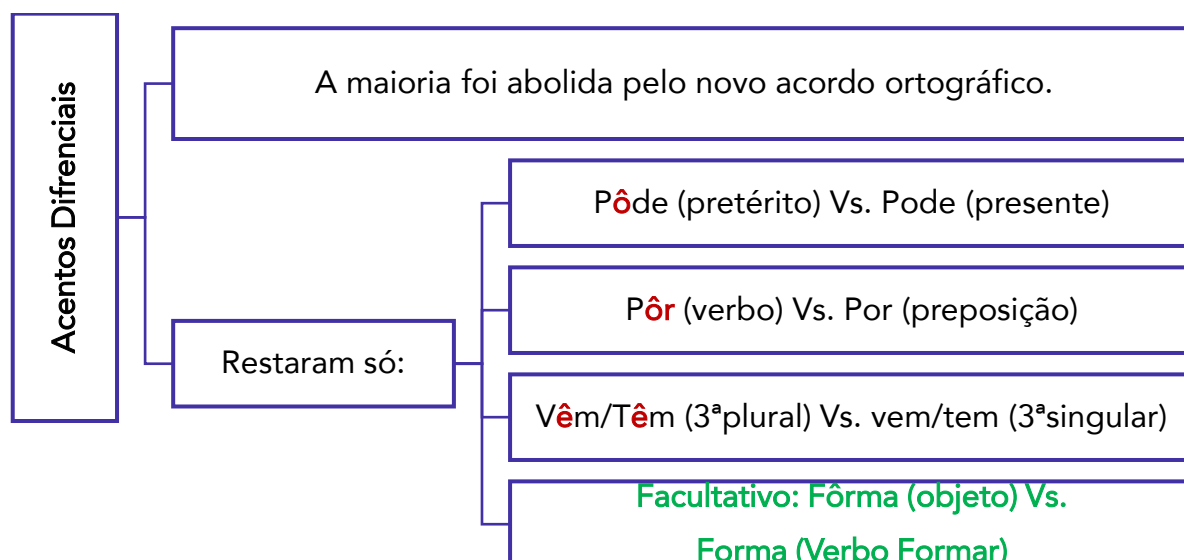 Acentos Difrenciais
A maioria foi abolida pelo novo acordo ortográfico.
Restaram só:
Pôde (pretérito) Vs. Pode (presente)
Pôr (verbo) Vs. Por (preposição)
Vêm/Têm (3ªplural) Vs. vem/tem (3ªsingular)
Facultativo: Fôrma (objeto) Vs.
Forma (Verbo Formar)